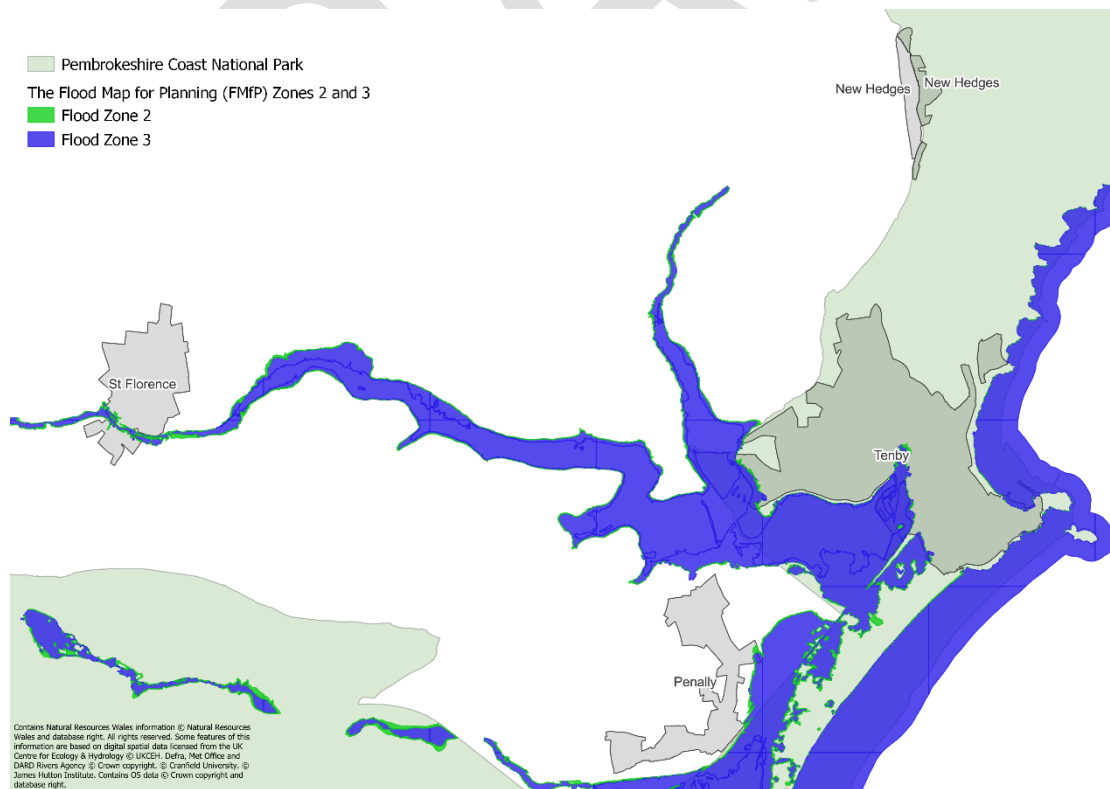 Pembrokeshire Coast National Park
The Flood Map for Planning (FMfP) Zones 2 and 3
Flood Zone 2
Flood Zone 3
New Hedges
New Hedges
St Florence
Tenby
Penally
Contains Natural Resources Wales information © Natural Resources
Wales and database right. All rights reserved. Some features of this
information are based on digital spatial data licensed from the UK
Centre for Ecology & Hydrology © UKCEH. Defra, Met Office and
DARD Rivers Agency © Crown copyright. © Cranfield University. ©
James Hutton Institute. Contains OS data © Crown copyright and
database right.